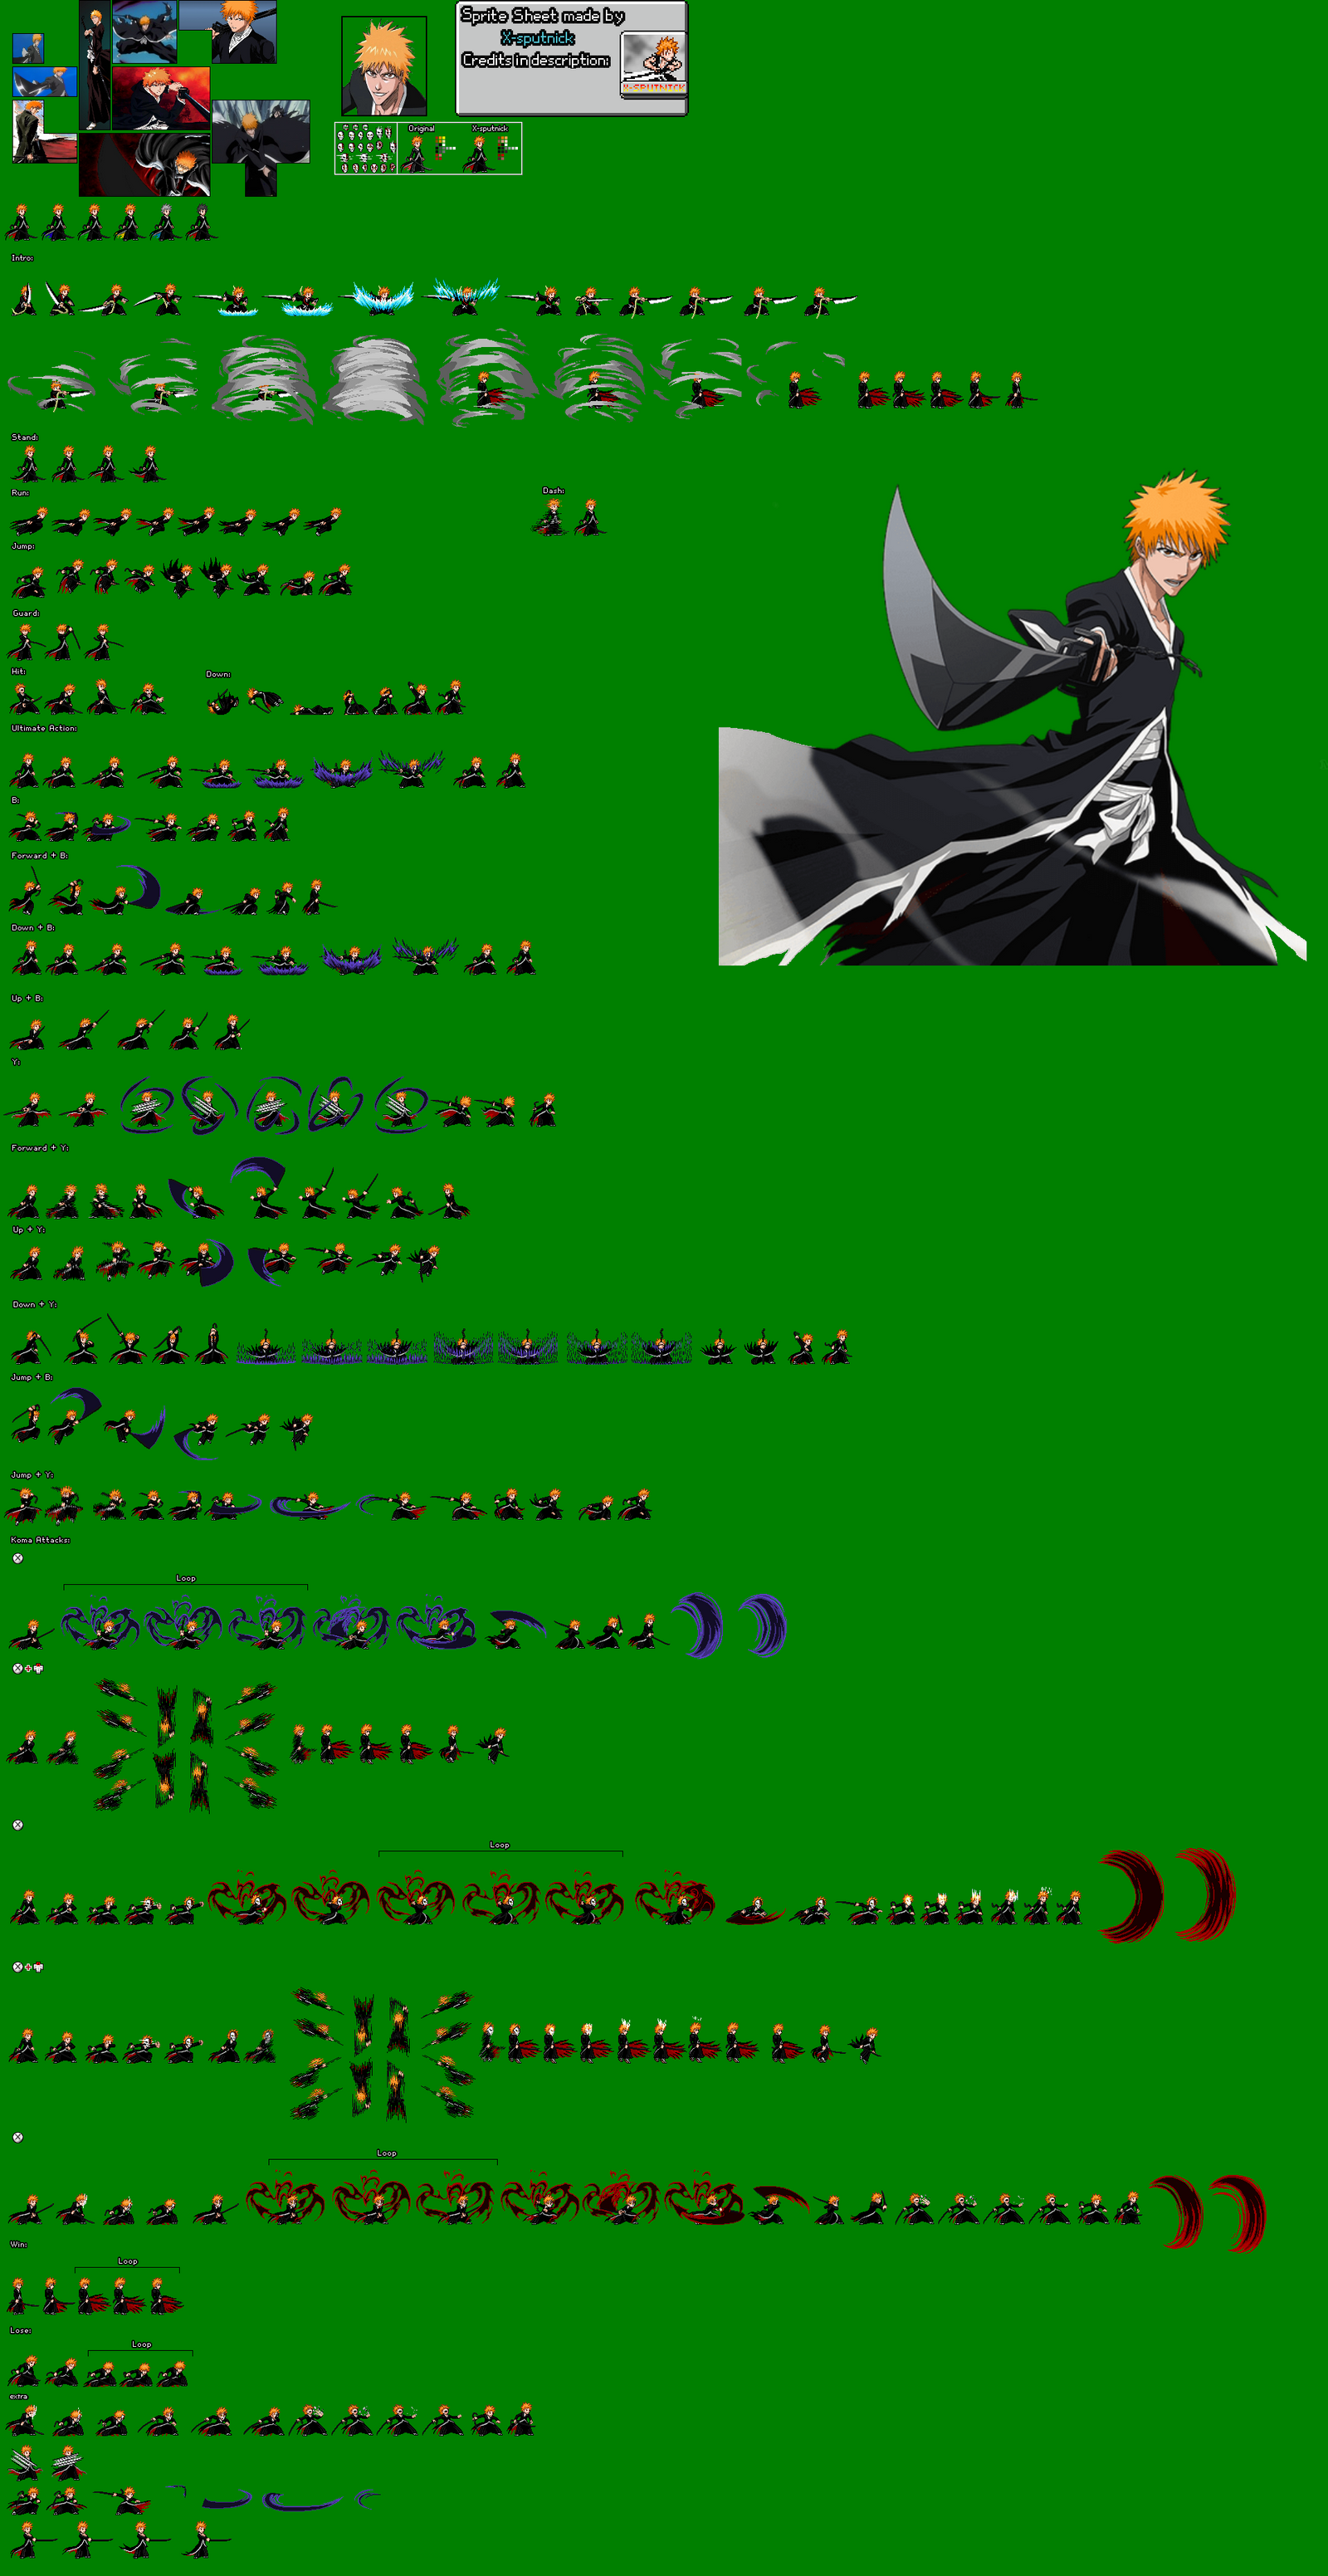 Sprite Sheet made by
X-sputnick
Credits in description:
X-SPUTNICK
Original
X-sputnick
Intro:
Stand:
Run:
Dash:
Jump:
Guard:
Hit:
Down:
Ultimate Action:
B:
Forward + B:
Down + B:
Up + B:
Y:
Forward + Y:
Up + Y:
Down + Y:
Jump + B:
Jump + Y:
Koma Attacks:
X
Loop
X +
X
Loop
X +
X
Loop
Win:
Loop
Lose:
Loop
extra